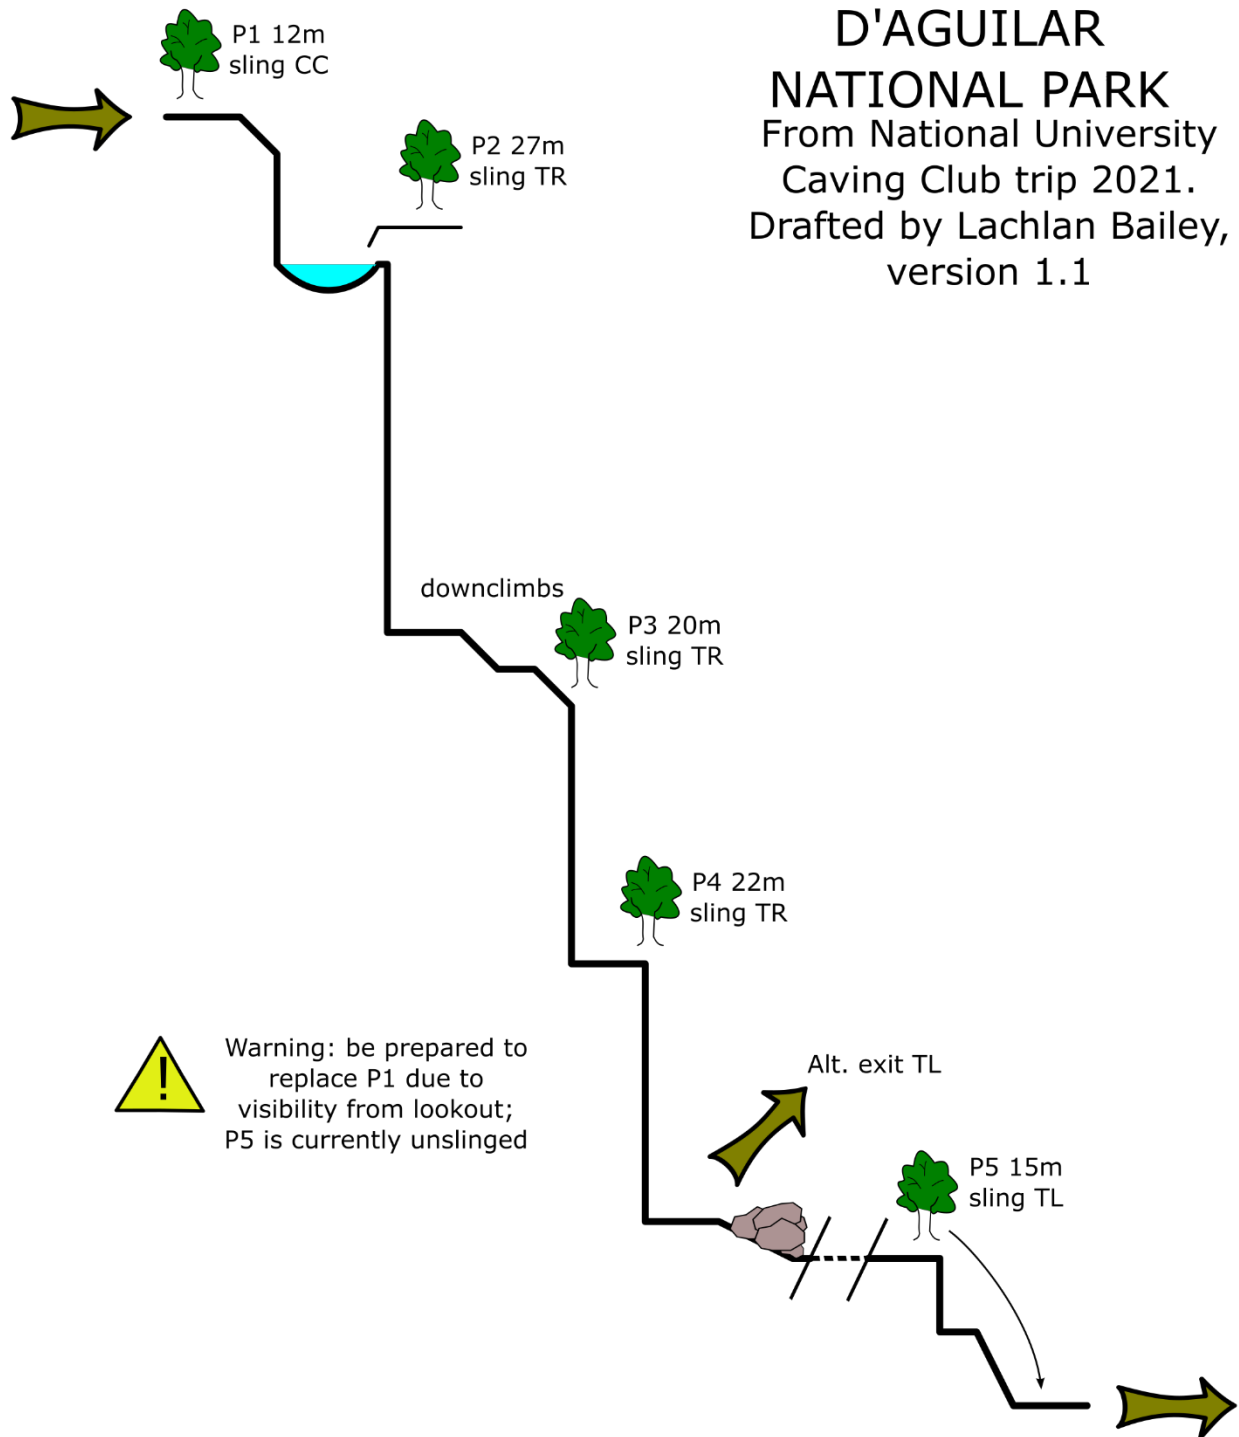 D'AGUILAR
NATIONAL PARK
From National University
Caving Club trip 2021.
Drafted by Lachlan Bailey,
version 1.1
P1 12m
sling CC
P2 27m
sling TR
downclimbs
P3 20m
sling TR
P4 22m
sling TR
Warning: be prepared to
replace P1 due to
visibility from lookout;
P5 is currently unslinged
!
Alt. exit TL
P5 15m
sling TL